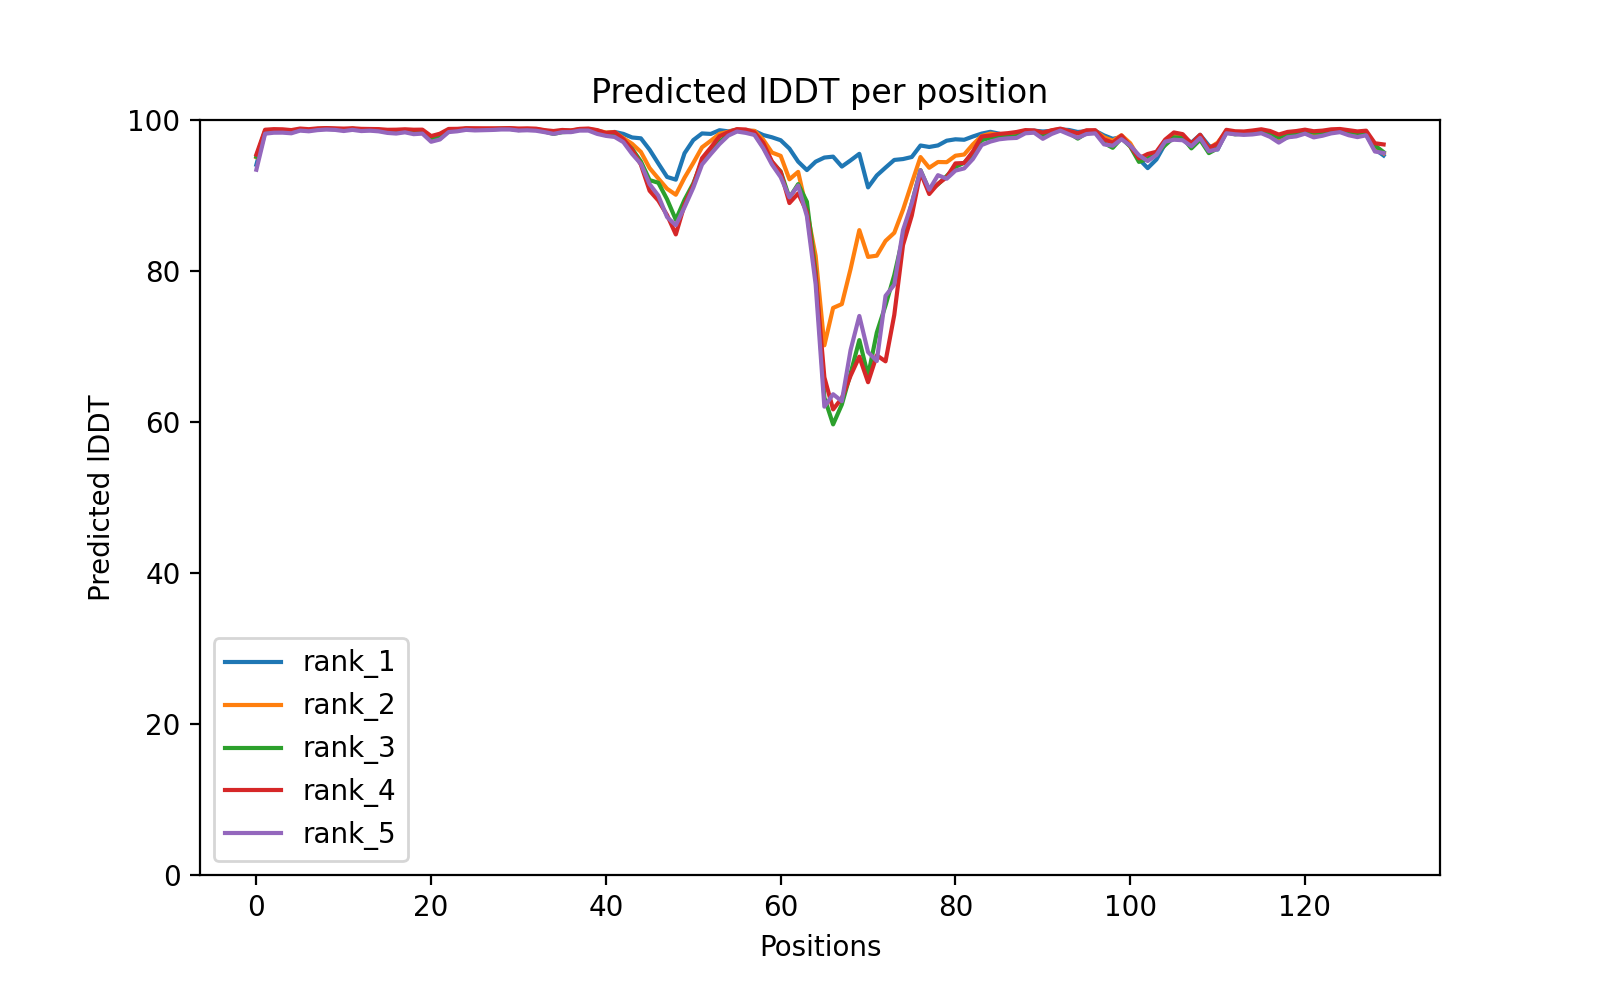 Predicted lDDT per position
100
80
60
40
20
0
Predicted lDDT
rank_1
rank_2
rank_3
rank_4
rank_5
0 20 40 60 80 100 120
Positions